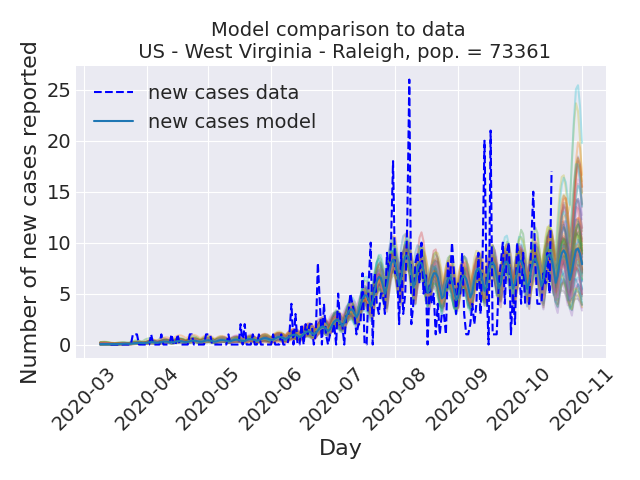 Model comparison to data
US - West Virginia - Raleigh, pop. = 73361
Number of new cases reported
25
20
15
10
5
0
new cases data
new cases model
2020-03
2020-04
2020-05
2020-06
2020-07
2020-08
2020-09
2020-10
2020-11
Day